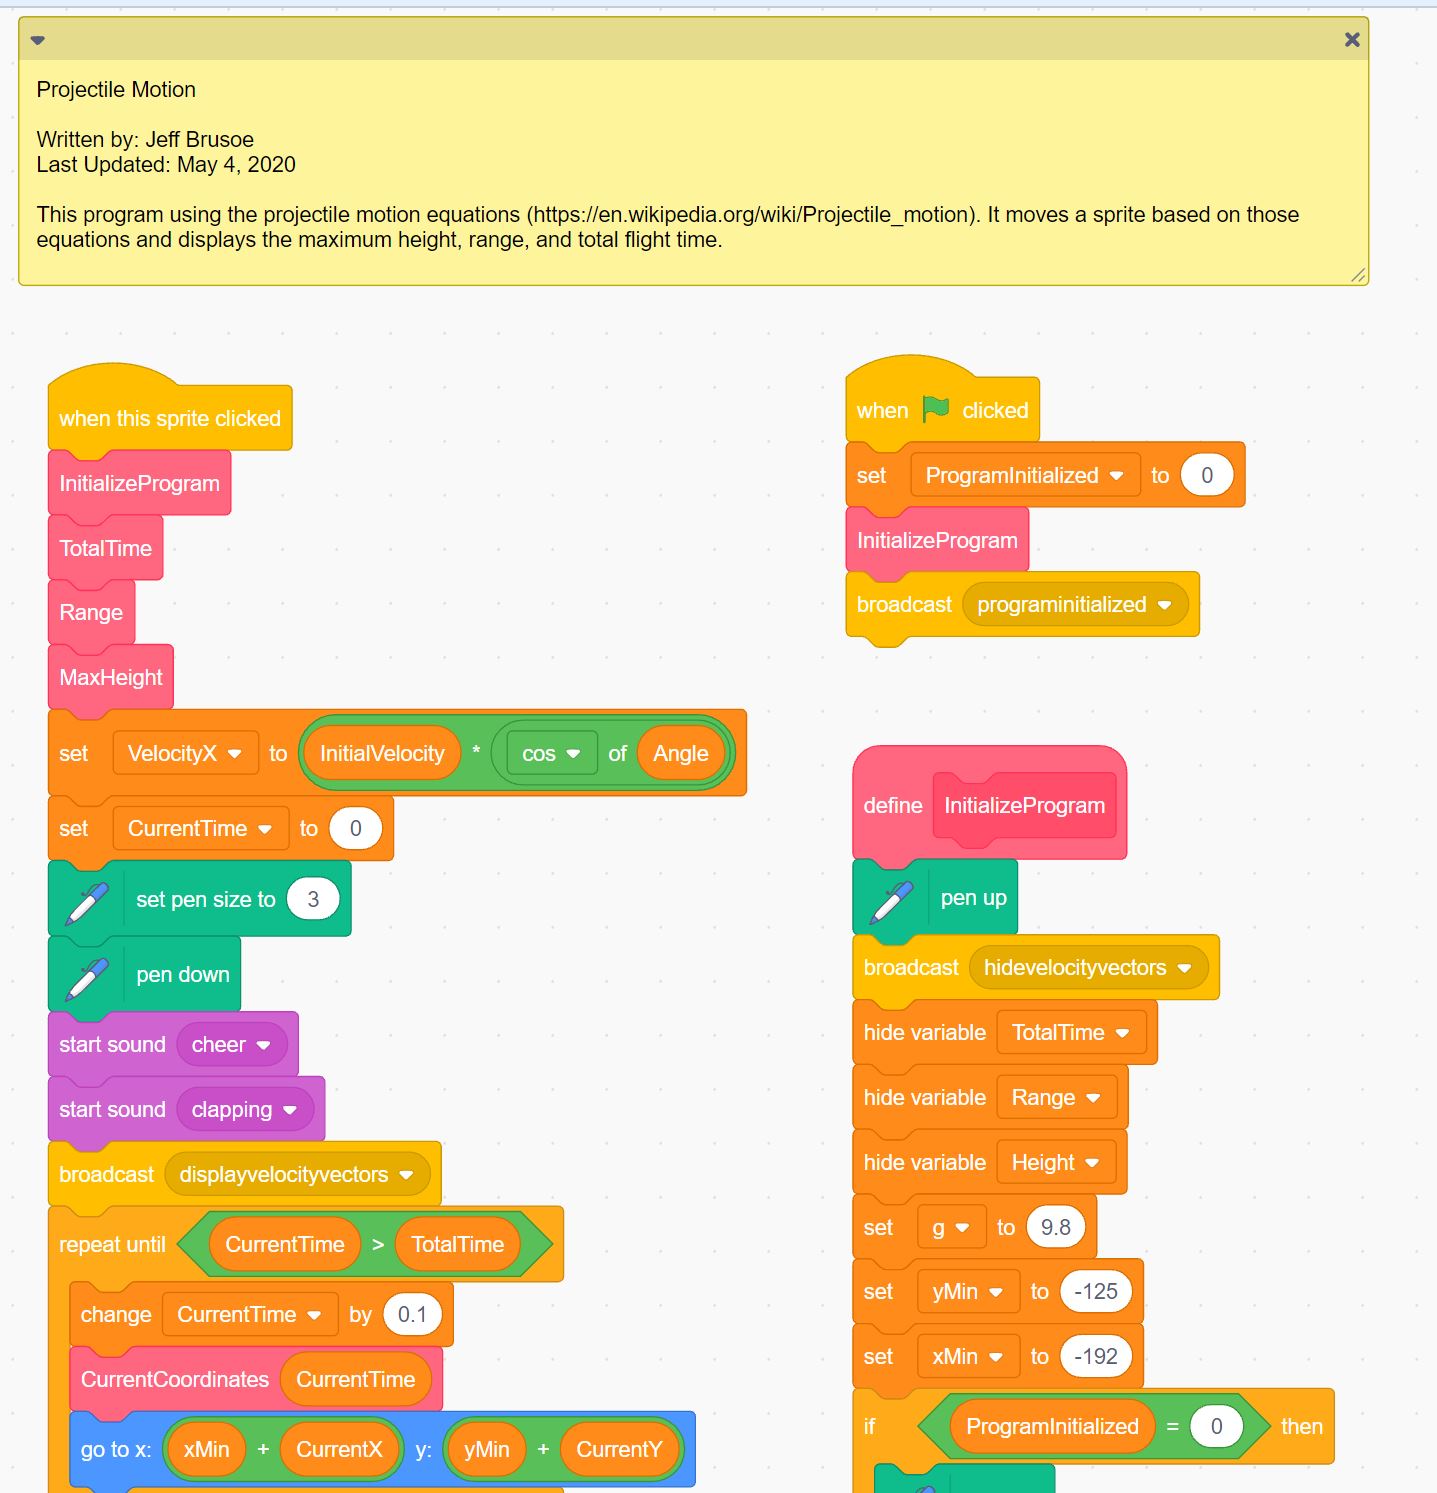 Projectile Motion
Written by: Jeff Brusoe
Last Updated: May 4, 2020
This program using the projectile motion equations (https://en.wikipedia.org/wiki/Projectile_motion). It moves a sprite based on those
equations and displays the maximum height, range, and total flight time.
when this sprite clicked
InitializeProgram
TotalTime
Range
MaxHeight
set VelocityX to InitialVelocity * cos of Angle
set CurrentTime to 0
set pen size to 3
pen down
start sound cheer
start sound clapping
broadcast displayvelocityvectors
repeat until CurrentTime > TotalTime
change CurrentTime by 0.1
CurrentCoordinates CurrentTime
go to x: xMin + CurrentX y: yMin + CurrentY
when clicked
set ProgramInitialized to 0
InitializeProgram
broadcast programinitialized
define InitializeProgram
pen up
broadcast hidevelocityvectors
hide variable TotalTime
hide variable Range
hide variable Height
set g to 9.8
set yMin to -125
set xMin to -192
if ProgramInitialized = 0 then